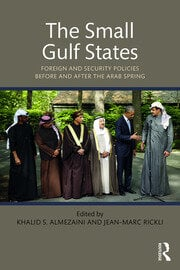 The Small
Gulf States
FOREIGN AND SECURITY POLICIES
BEFORE AND AFTER THE ARAB SPRING
Edited by
KHALID S. ALMEZAINI AND JEAN-MARC RICKLI
R